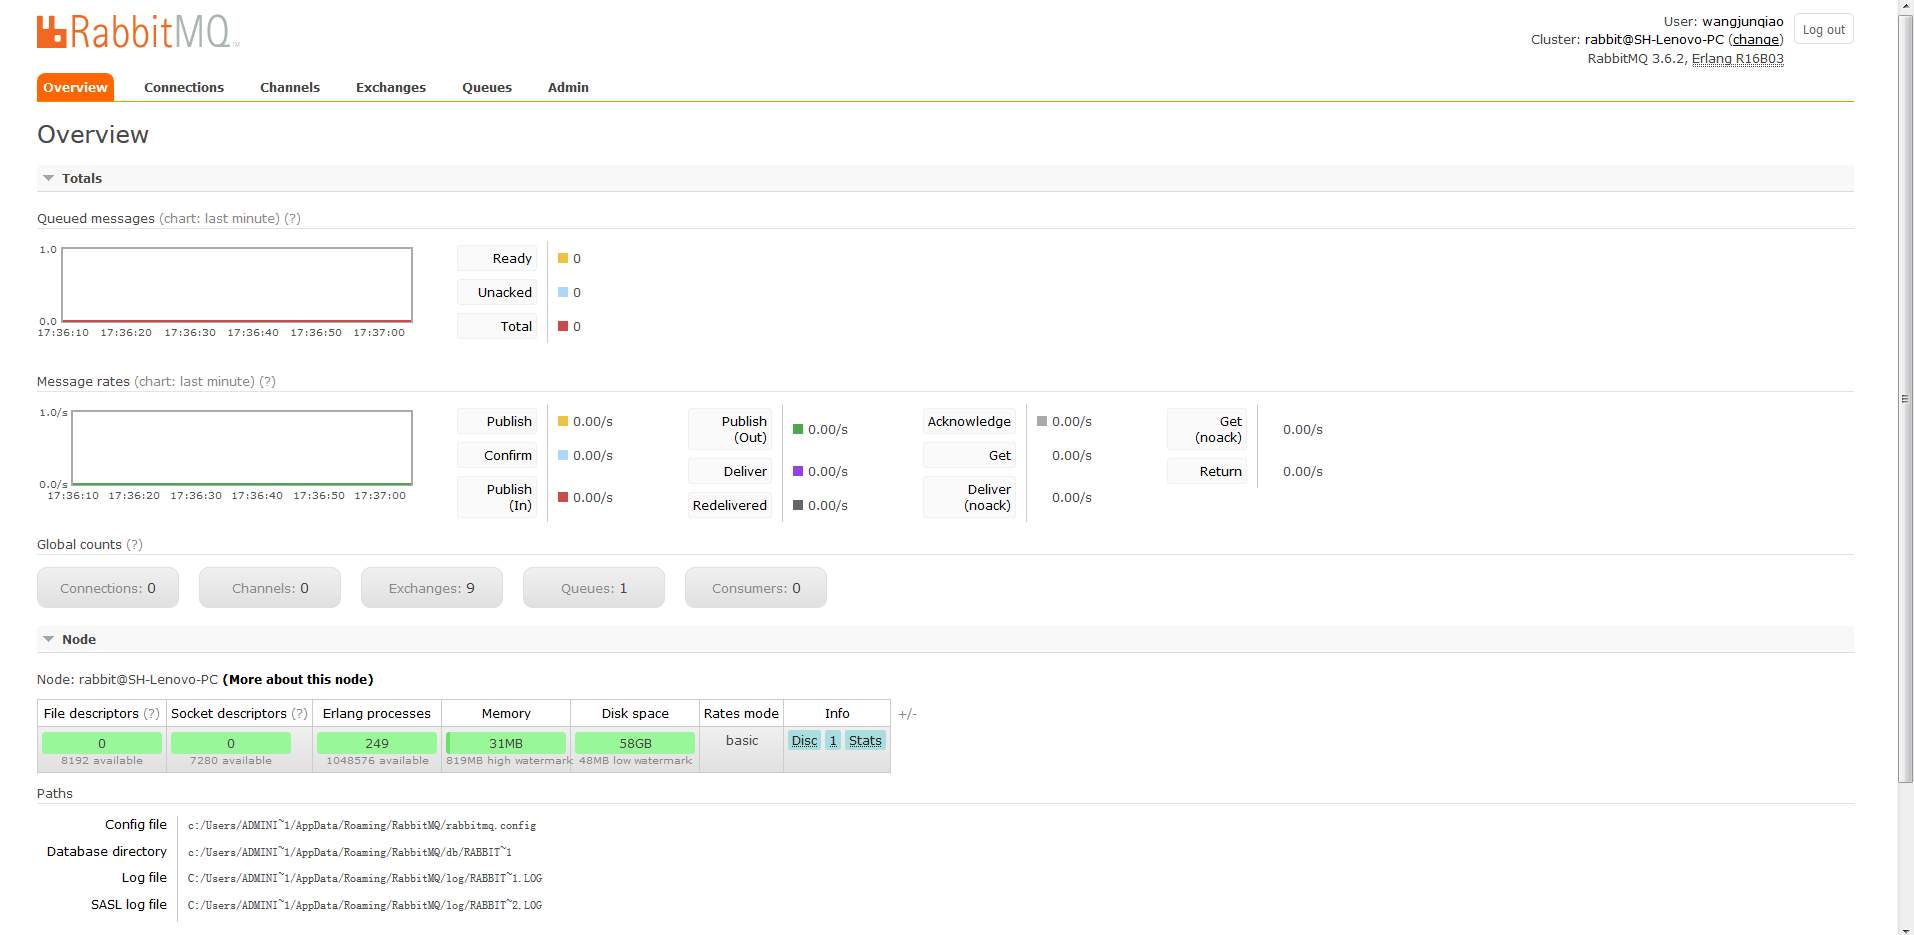 RabbitMQ™
User: wangjunqiao
Cluster: rabbit@SH-Lenovo-PC (change)
RabbitMQ 3.6.2, Erlang R16B03
Log out
Overview Connections Channels Exchanges Queues Admin
Overview
Totals
Queued messages (chart: last minute) (?)
1.0
0.0
17:36:10 17:36:20 17:36:30 17:36:40 17:36:50 17:37:00
Ready 0
Unacked 0
Total 0
Message rates (chart: last minute) (?)
1.0/s
0.0/s
17:36:10 17:36:20 17:36:30 17:36:40 17:36:50 17:37:00
Publish 0.00/s
Confirm 0.00/s
Publish
(In) 0.00/s
Publish
(Out) 0.00/s
Deliver 0.00/s
Redelivered 0.00/s
Acknowledge 0.00/s
Get 0.00/s
Deliver
(noack) 0.00/s
Get
(noack) 0.00/s
Return 0.00/s
Global counts (?)
Connections: 0 Channels: 0 Exchanges: 9 Queues: 1 Consumers: 0
Node
Node: rabbit@SH-Lenovo-PC (More about this node)
File descriptors (?) Socket descriptors (?) Erlang processes Memory Disk space Rates mode Info +/-
0 0 249 31MB 58GB basic Disc 1 Stats
8192 available 7280 available 1048576 available 819MB high watermark 48MB low watermark
Paths
Config file c:/Users/ADMINI~1/AppData/Roaming/RabbitMQ/rabbitmq.config
Database directory c:/Users/ADMINI~1/AppData/Roaming/RabbitMQ/db/RABBIT~1
Log file C:/Users/ADMINI~1/AppData/Roaming/RabbitMQ/log/RABBIT~1.LOG
SASL log file C:/Users/ADMINI~1/AppData/Roaming/RabbitMQ/log/RABBIT~2.LOG